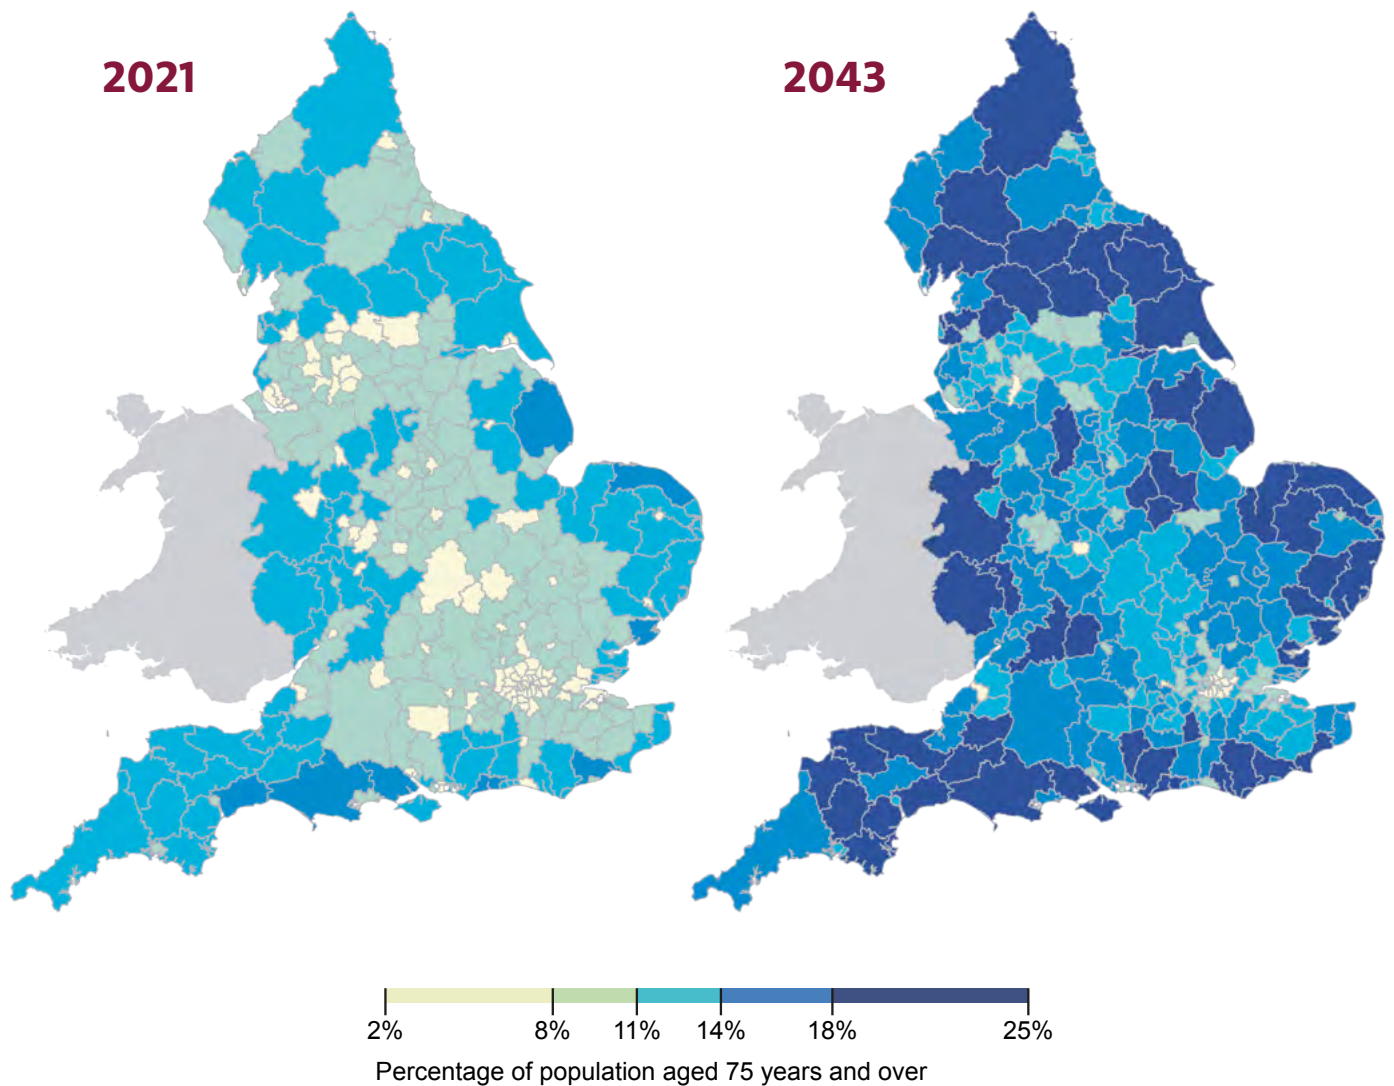 2021
2043
2% 8% 11% 14% 18% 25%
Percentage of population aged 75 years and over